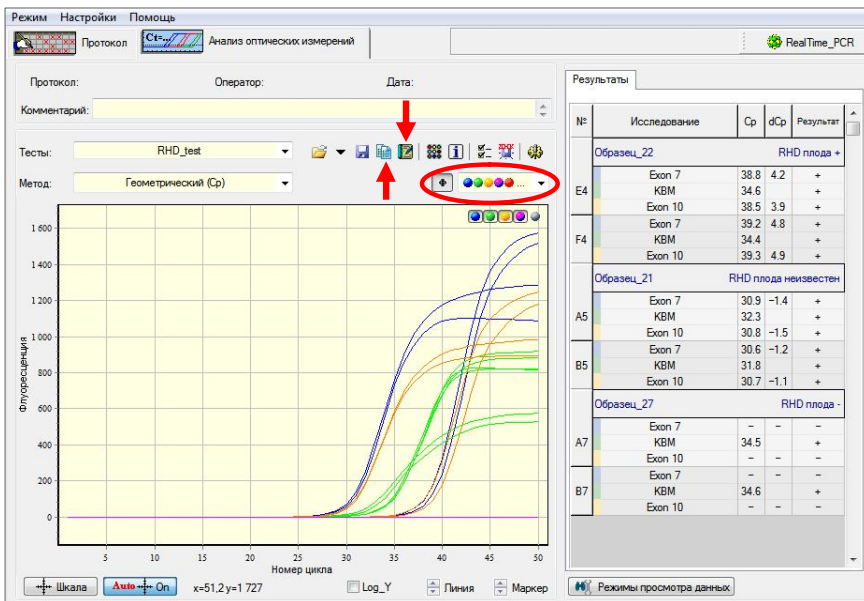 Режим Настройки Помощь
Протокол Ct=... Анализ оптических измерений RealTime_PCR
Протокол: Оператор: Дата:
Комментарий:
Тесты: RHD_test
Метод: Геометрический (Cp) ...
Флуоресценция
1 600
1 400
1 200
1 000
800
600
400
200
0
5 10 15 20 25 30 35 40 45 50
Номер цикла
Шкала Auto On x=51,2 y=1 727 Log_Y Линия Маркер
Результаты
№ Исследование Cp dCp Результат
Образец_22 RHD плода +
E4
Exon 7 38.8 4.2 +
КВМ 34.6 +
Exon 10 38.5 3.9 +
F4
Exon 7 39.2 4.8 +
КВМ 34.4 +
Exon 10 39.3 4.9 +
Образец_21 RHD плода неизвестен
A5
Exon 7 30.9 -1.4 +
КВМ 32.3 +
Exon 10 30.8 -1.5 +
B5
Exon 7 30.6 -1.2 +
КВМ 31.8 +
Exon 10 30.7 -1.1 +
Образец_27 RHD плода -
A7
Exon 7 - - -
КВМ 34.5 +
Exon 10 - - -
B7
Exon 7 - - -
КВМ 34.6 +
Exon 10 - - -
Режимы просмотра данных